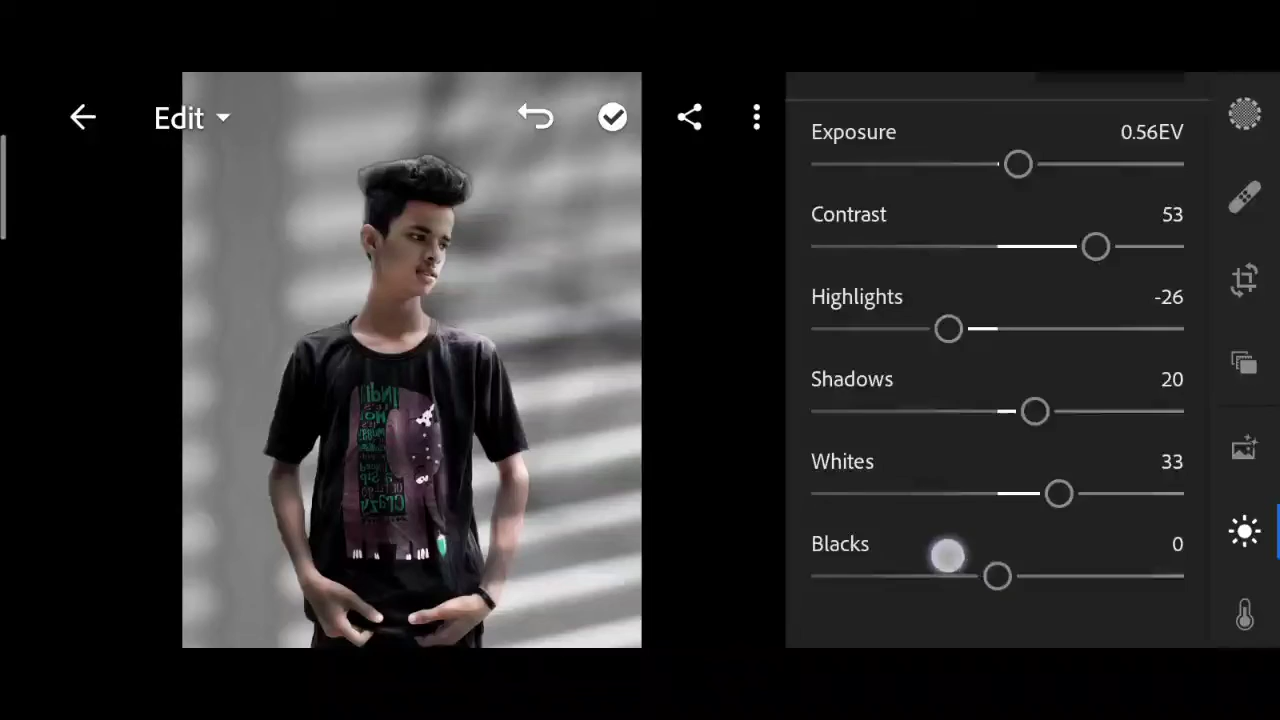 Edit
Exposure 0.56EV
Contrast 53
Highlights -26
Shadows 20
Whites 33
Blacks 0